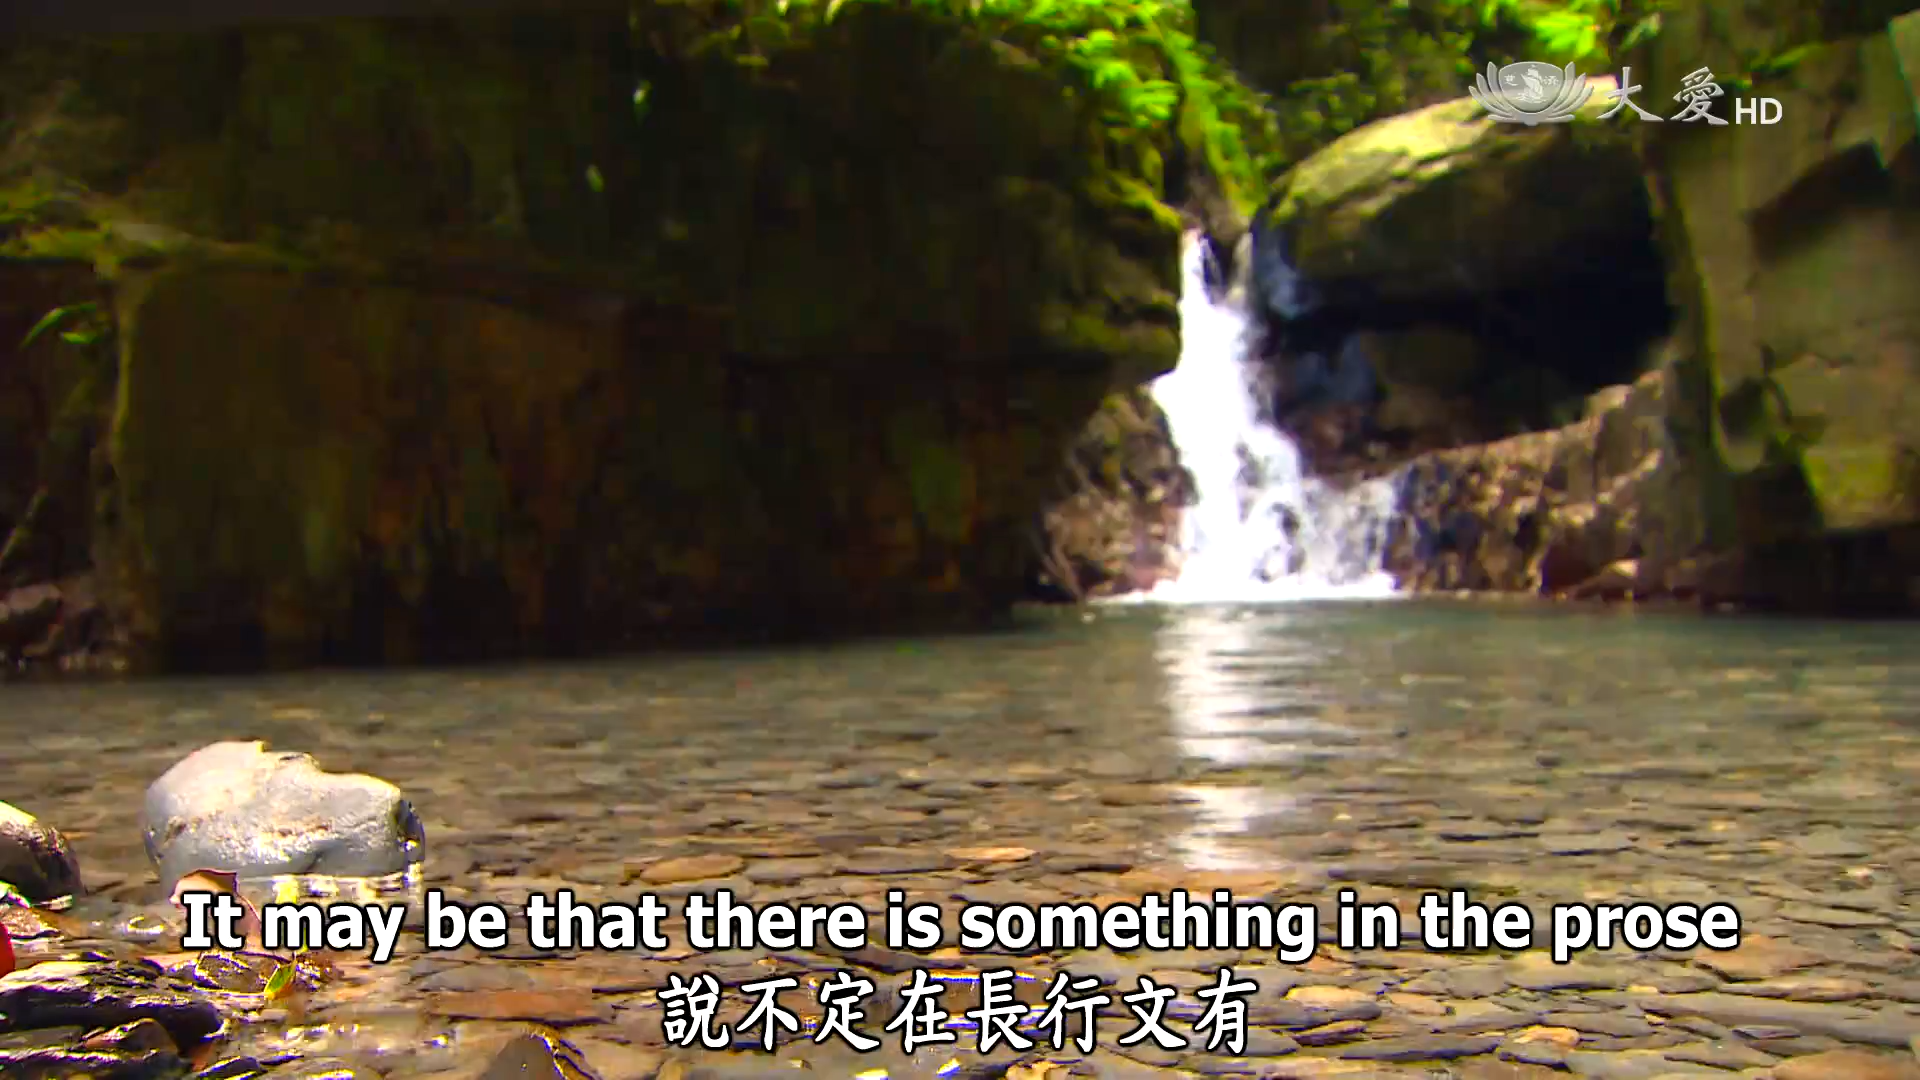 大愛HD
It may be that there is something in the prose
說不定在長行文有